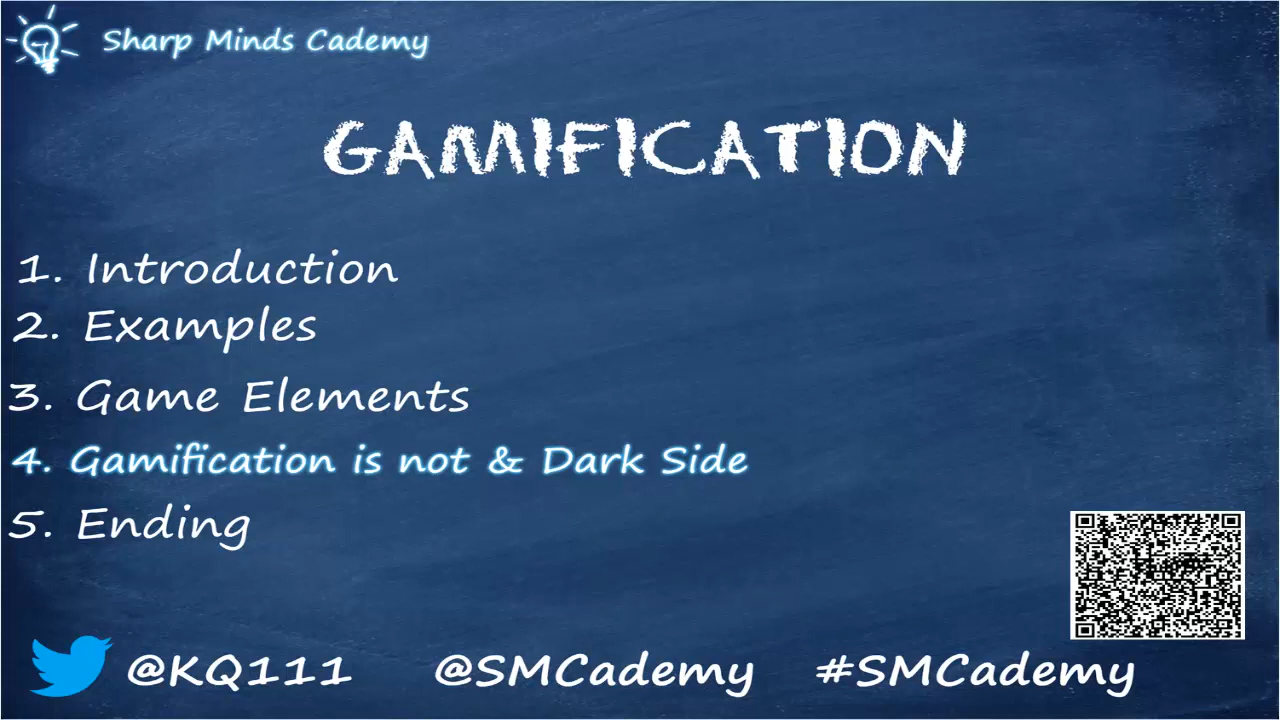 Sharp Minds Cademy
GAMIFICATION
1. Introduction
2. Examples
3. Game Elements
4. Gamification is not & Dark Side
5. Ending
@KQ111 @SMCademy #SMCademy